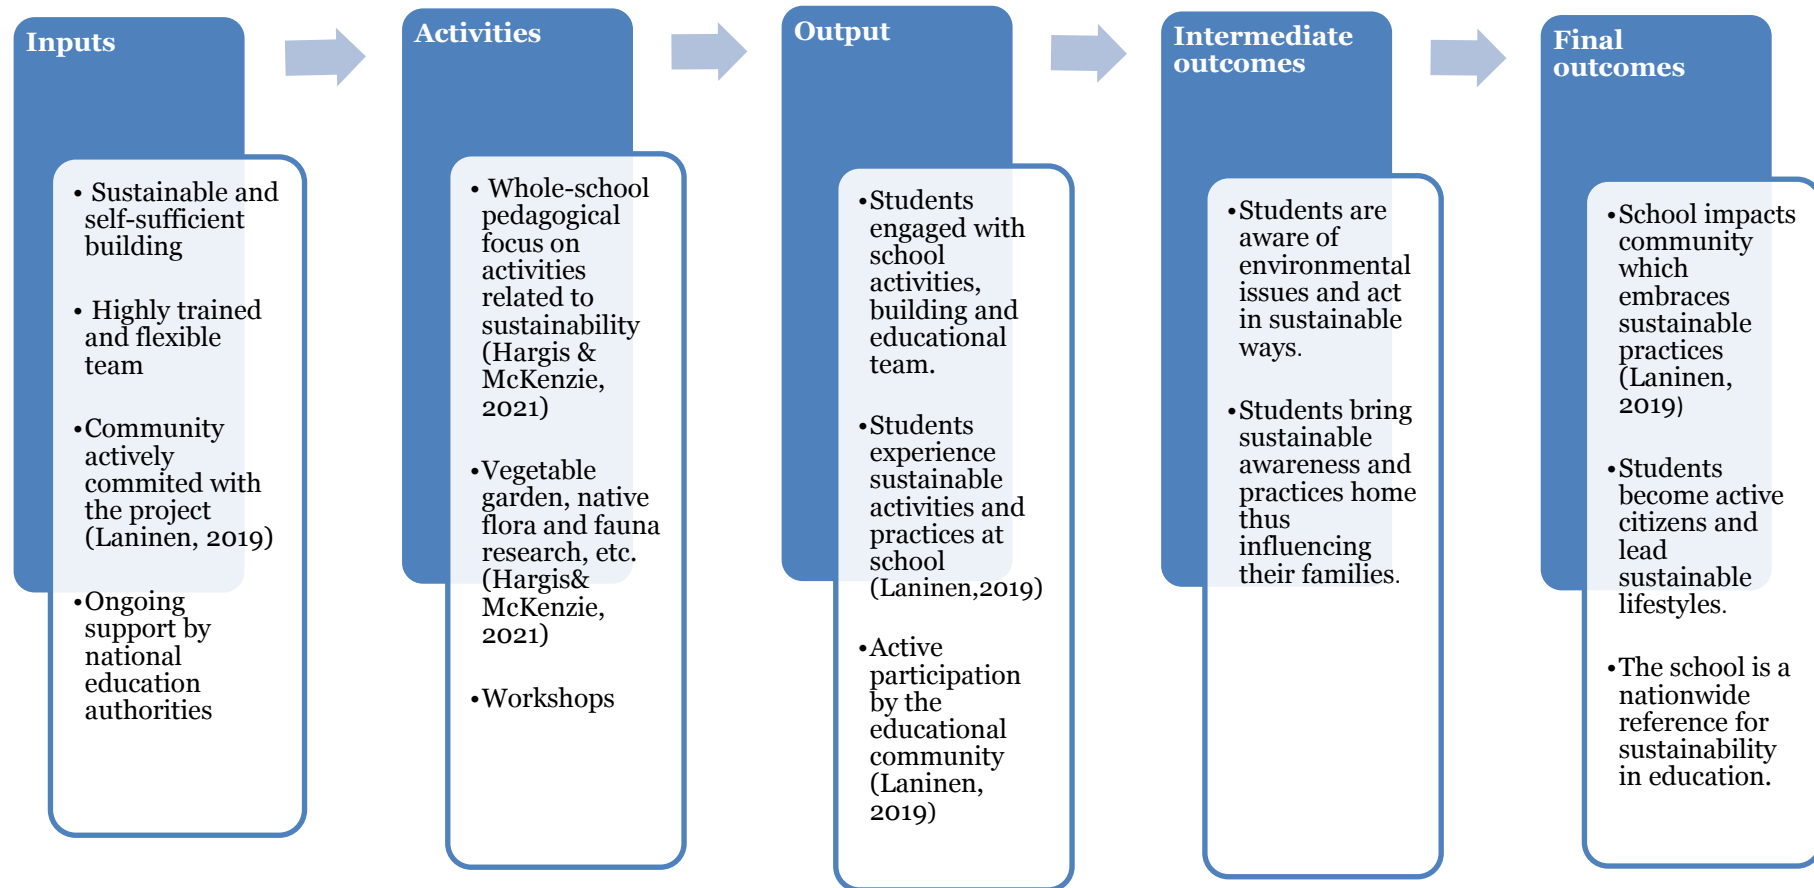 Inputs
• Sustainable and
self-sufficient
building
• Highly trained
and flexible
team
•Community
actively
commited with
the project
(Laninen, 2019)
•Ongoing
support by
national
education
authorities
Activities
• Whole-school
pedagogical
focus on
activities
related to
sustainability
(Hargis &
McKenzie,
2021)
•Vegetable
garden, native
flora and fauna
research, etc.
(Hargis&
McKenzie,
2021)
•Workshops
Output
•Students
engaged with
school
activities,
building and
educational
team.
•Students
experience
sustainable
activities and
practices at
school
(Laninen,2019)
•Active
participation
by the
educational
community
(Laninen,
2019)
Intermediate
outcomes
•Students are
aware of
environmental
issues and act
in sustainable
ways.
•Students bring
sustainable
awareness and
practices home
thus
influencing
their families.
Final
outcomes
•School impacts
community
which
embraces
sustainable
practices
(Laninen,
2019)
•Students
become active
citizens and
lead
sustainable
lifestyles.
•The school is a
nationwide
reference for
sustainability
in education.